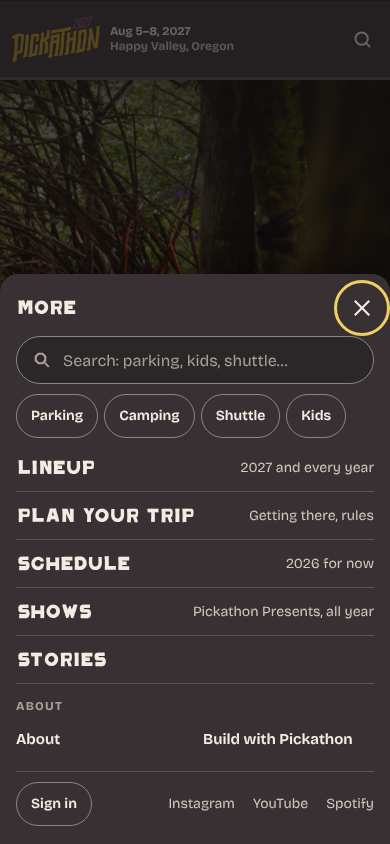 PICKATHON
Aug 5–8, 2027
Happy Valley, Oregon
MORE
Search: parking, kids, shuttle...
Parking Camping Shuttle Kids
LINEUP 2027 and every year
PLAN YOUR TRIP Getting there, rules
SCHEDULE 2026 for now
SHOWS Pickathon Presents, all year
STORIES
ABOUT
About Build with Pickathon
Sign in Instagram YouTube Spotify